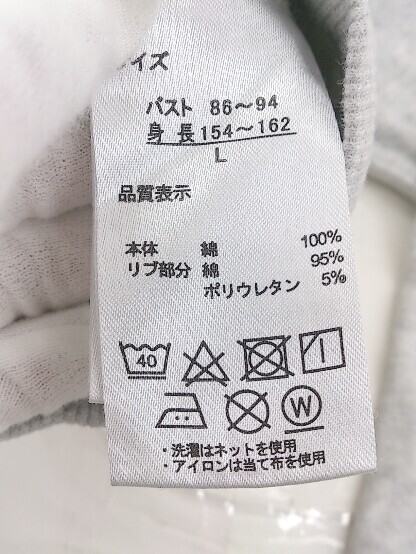 サイズ
バスト 86～94
身長 154～162
L
品質表示
本体 綿 100%
リブ部分 綿 95%
ポリウレタン 5%
40
W
・洗濯はネットを使用
・アイロンは当て布を使用